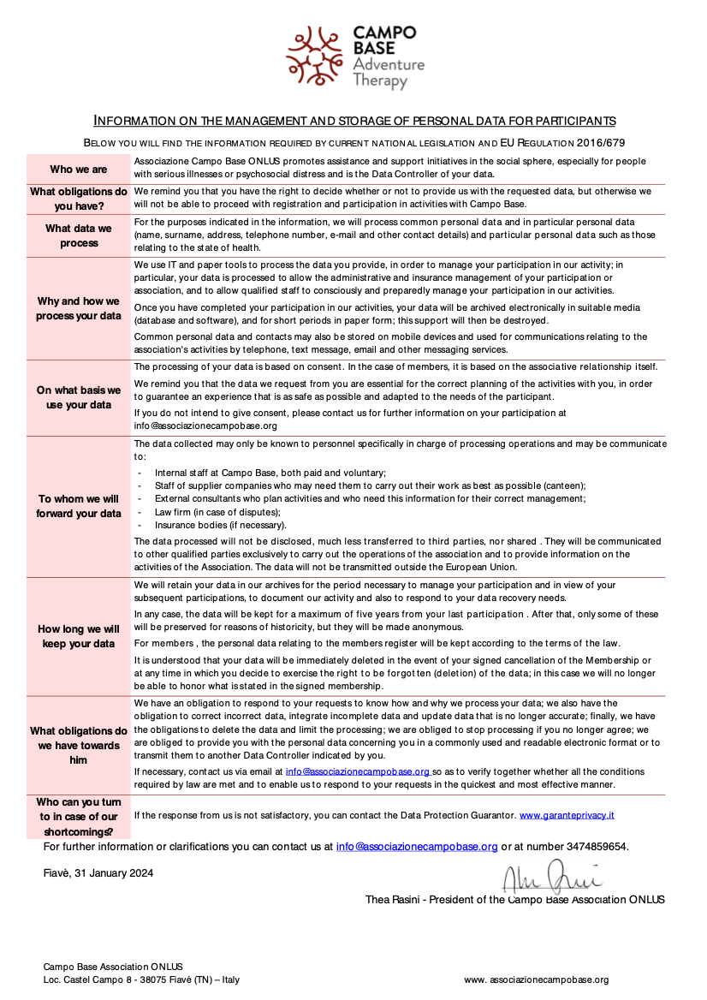 CAMPO
BASE
Adventure
Therapy
INFORMATION ON THE MANAGEMENT AND STORAGE OF PERSONAL DATA FOR PARTICIPANTS
BELOW YOU WILL FIND THE INFORMATION REQUIRED BY CURRENT NATIONAL LEGISLATION AND EU REGULATION 2016/679
Who we are
Associazione Campo Base ONLUS promotes assistance and support initiatives in the social sphere, especially for people
with serious illnesses or psychosocial distress and is the Data Controller of your data.
What obligations do
you have?
We remind you that you have the right to decide whether or not to provide us with the requested data, but otherwise we
will not be able to proceed with registration and participation in activities with Campo Base.
What data we
process
For the purposes indicated in the information, we will process common personal data and in particular personal data
(name, surname, address, telephone number, e-mail and other contact details) and particular personal data such as those
relating to the state of health.
Why and how we
process your data
We use IT and paper tools to process the data you provide, in order to manage your participation in our activity; in
particular, your data is processed to allow the administrative and insurance management of your participation or
association, and to allow qualified staff to consciously and preparedly manage your participation in our activities.
Once you have completed your participation in our activities, your data will be archived electronically in suitable media
(database and software), and for short periods in paper form; this support will then be destroyed.
Common personal data and contacts may also be stored on mobile devices and used for communications relating to the
association's activities by telephone, text message, email and other messaging services.
On what basis we
use your data
The processing of your data is based on consent. In the case of members, it is based on the associative relationship itself.
We remind you that the data we request from you are essential for the correct planning of the activities with you, in order
to guarantee an experience that is as safe as possible and adapted to the needs of the participant.
If you do not intend to give consent, please contact us for further information on your participation at
info@associazionecampobase.org
To whom we will
forward your data
The data collected may only be known to personnel specifically in charge of processing operations and may be communicate
to:
- Internal staff at Campo Base, both paid and voluntary;
- Staff of supplier companies who may need them to carry out their work as best as possible (canteen);
- External consultants who plan activities and who need this information for their correct management;
- Law firm (in case of disputes);
- Insurance bodies (if necessary).
The data processed will not be disclosed, much less transferred to third parties, nor shared . They will be communicated
to other qualified parties exclusively to carry out the operations of the association and to provide information on the
activities of the Association. The data will not be transmitted outside the European Union.
How long we will
keep your data
We will retain your data in our archives for the period necessary to manage your participation and in view of your
subsequent participations, to document our activity and also to respond to your data recovery needs.
In any case, the data will be kept for a maximum of five years from your last participation . After that, only some of these
will be preserved for reasons of historicity, but they will be made anonymous.
For members , the personal data relating to the members register will be kept according to the terms of the law.
It is understood that your data will be immediately deleted in the event of your signed cancellation of the Membership or
at any time in which you decide to exercise the right to be forgotten (deletion) of the data; in this case we will no longer
be able to honor what is stated in the signed membership.
What obligations do
we have towards
him
We have an obligation to respond to your requests to know how and why we process your data; we also have the
obligation to correct incorrect data, integrate incomplete data and update data that is no longer accurate; finally, we have
the obligations to delete the data and limit the processing; we are obliged to stop processing if you no longer agree; we
are obliged to provide you with the personal data concerning you in a commonly used and readable electronic format or to
transmit them to another Data Controller indicated by you.
If necessary, contact us via email at info@associazionecampobase.org so as to verify together whether all the conditions
required by law are met and to enable us to respond to your requests in the quickest and most effective manner.
Who can you turn
to in case of our
shortcomings?
If the response from us is not satisfactory, you can contact the Data Protection Guarantor. www.garanteprivacy.it
For further information or clarifications you can contact us at info@associazionecampobase.org or at number 3474859654.
Fiavè, 31 January 2024
Thea Rasini - President of the Campo Base Association ONLUS
Campo Base Association ONLUS
Loc. Castel Campo 8 - 38075 Fiavé (TN) – Italy
www. associazionecampobase.org